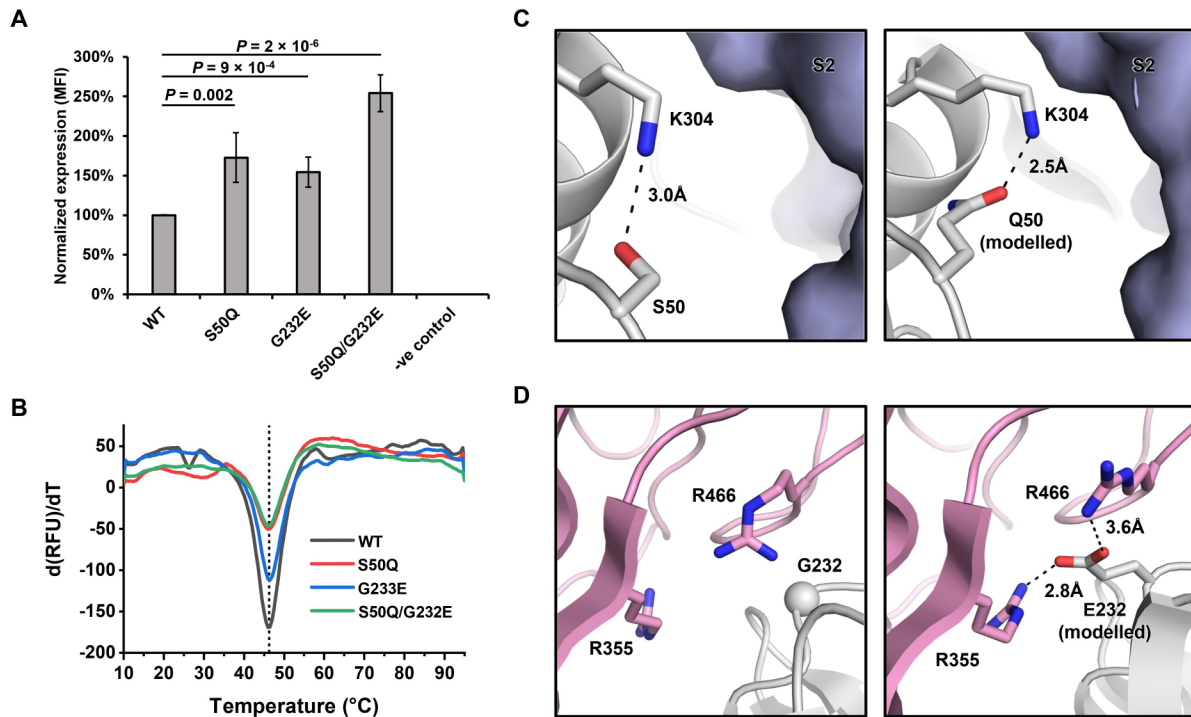 A
Normalized expression (MFI)
300%
250%
200%
150%
100%
50%
0%
P = 2 × 10⁻⁶
P = 9 × 10⁻⁴
P = 0.002
WT
S50Q
G232E
S50Q/G232E
-ve control
B
d(RFU)/dT
50
0
-50
-100
-150
-200
WT
S50Q
G233E
S50Q/G232E
10 20 30 40 50 60 70 80 90
Temperature (°C)
C
S2
K304
3.0Å
S50
S2
K304
2.5Å
Q50
(modelled)
D
R466
G232
R355
R466
3.6Å
2.8Å
E232
(modelled)
R355